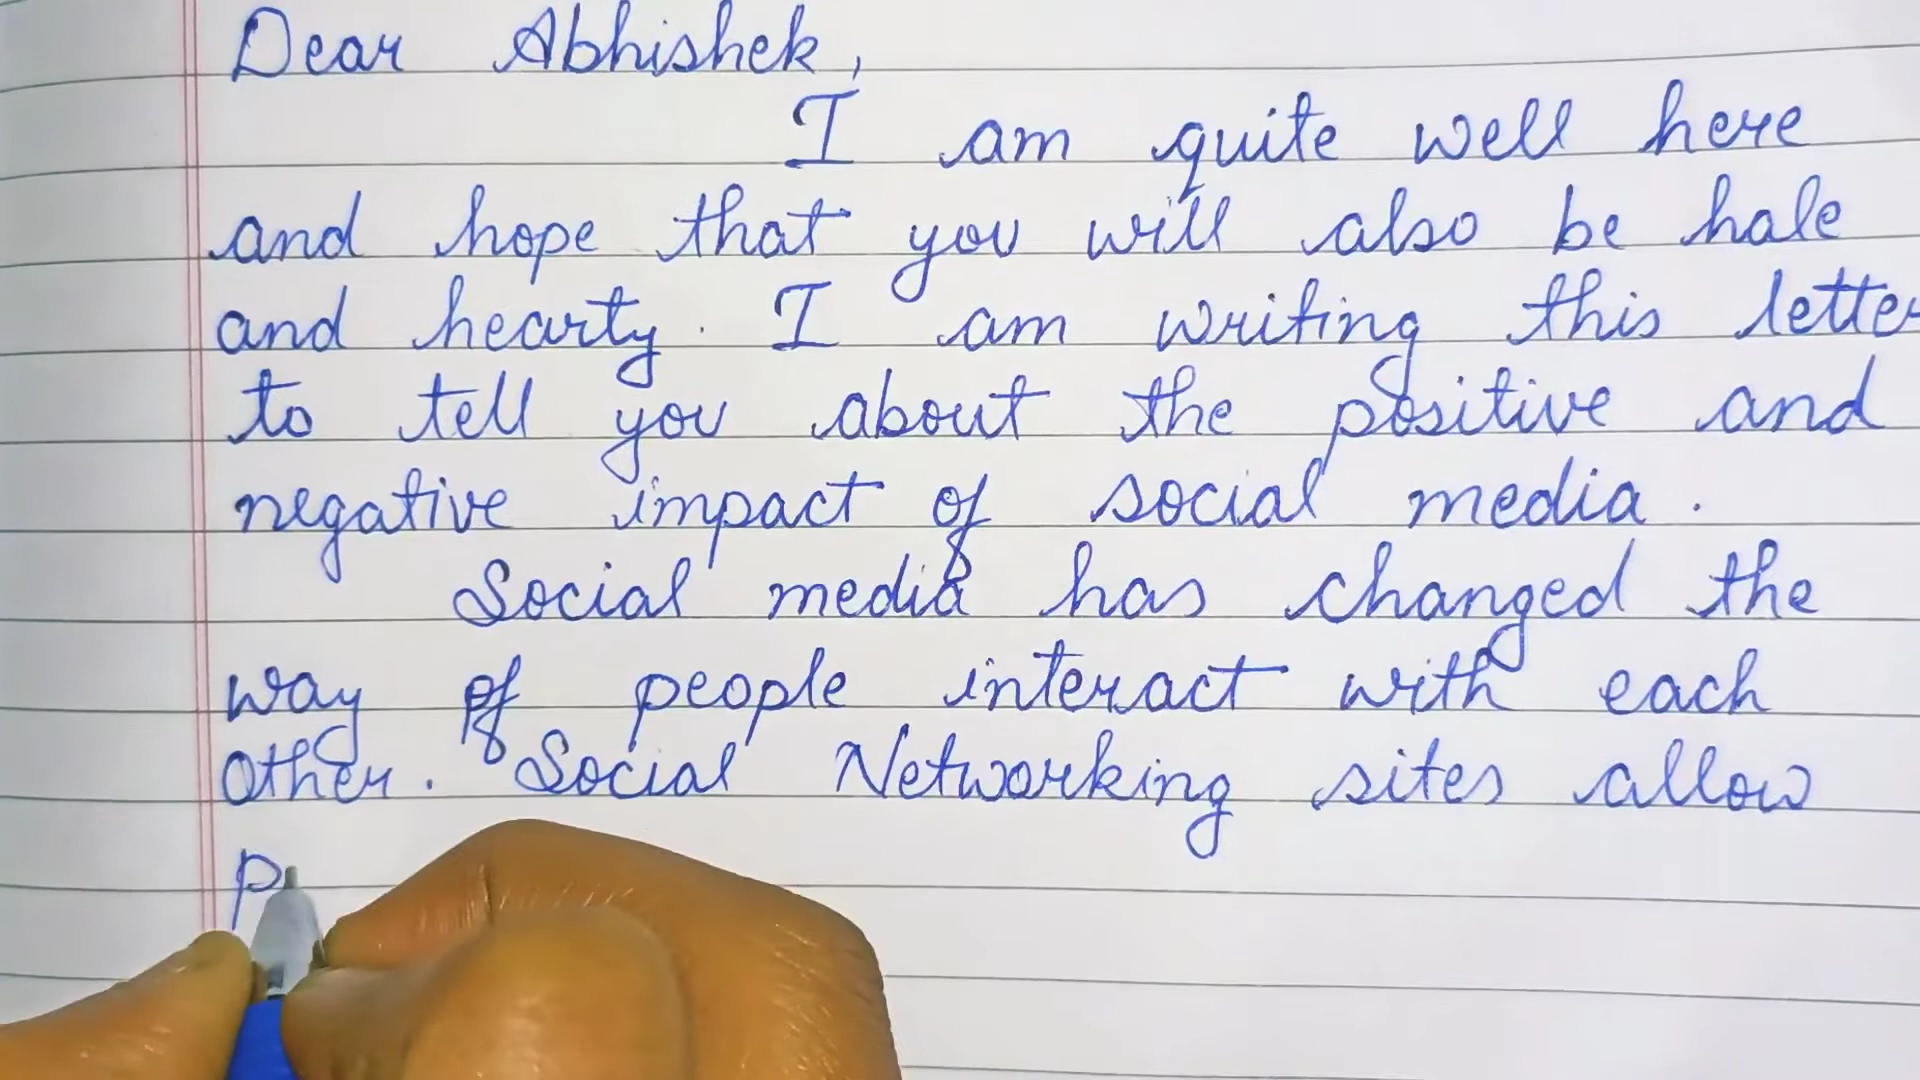 Dear Abhishek,
I am quite well here
and hope that you will also be hale
and hearty. I am writing this letter
to tell you about the positive and
negative impact of social media.
Social media has changed the
way of people interact with each
other. Social Networking sites allow
p